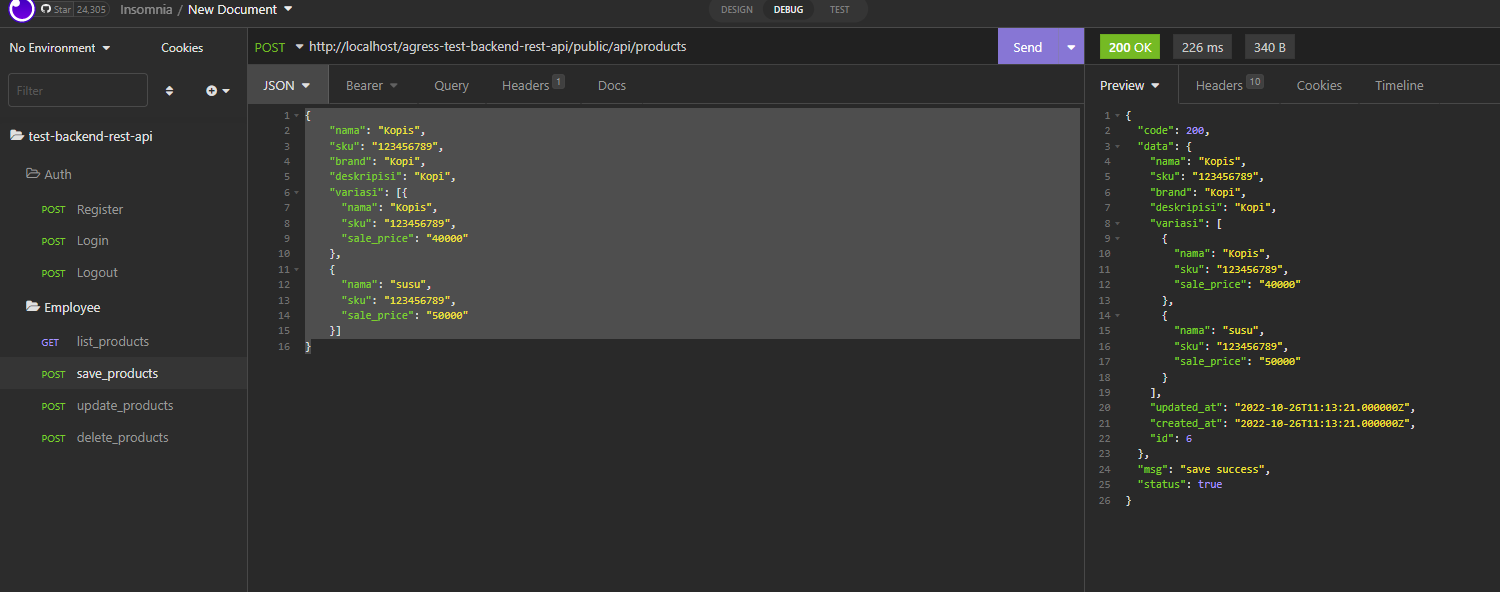 Star 24,305 Insomnia / New Document DESIGN DEBUG TEST
No Environment Cookies
Filter
test-backend-rest-api
Auth
POST Register
POST Login
POST Logout
Employee
GET list_products
POST save_products
POST update_products
POST delete_products
POST http://localhost/agress-test-backend-rest-api/public/api/products Send
JSON Bearer Query Headers 1 Docs
1 {
2 "nama": "Kopis",
3 "sku": "123456789",
4 "brand": "Kopi",
5 "deskripisi": "Kopi",
6 "variasi": [{
7 "nama": "Kopis",
8 "sku": "123456789",
9 "sale_price": "40000"
10 },
11 {
12 "nama": "susu",
13 "sku": "123456789",
14 "sale_price": "50000"
15 }]
16 }
200 OK 226 ms 340 B
Preview Headers 10 Cookies Timeline
1 {
2 "code": 200,
3 "data": {
4 "nama": "Kopis",
5 "sku": "123456789",
6 "brand": "Kopi",
7 "deskripisi": "Kopi",
8 "variasi": [
9 {
10 "nama": "Kopis",
11 "sku": "123456789",
12 "sale_price": "40000"
13 },
14 {
15 "nama": "susu",
16 "sku": "123456789",
17 "sale_price": "50000"
18 }
19 ],
20 "updated_at": "2022-10-26T11:13:21.000000Z",
21 "created_at": "2022-10-26T11:13:21.000000Z",
22 "id": 6
23 },
24 "msg": "save success",
25 "status": true
26 }